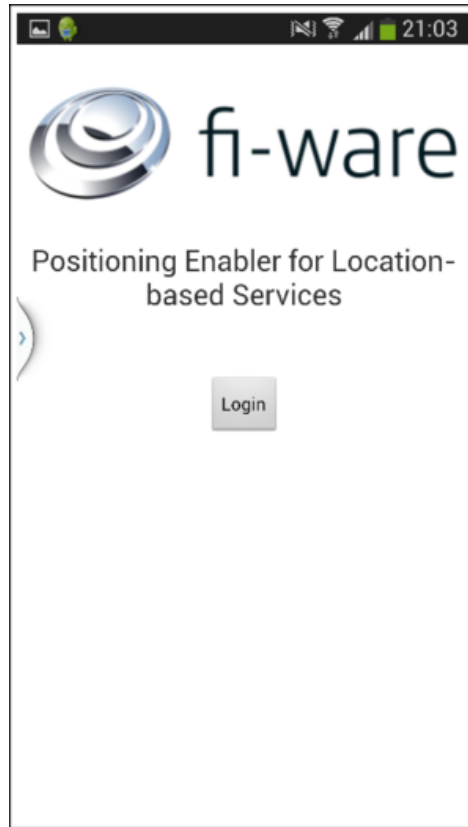 21:03
fi-ware
Positioning Enabler for Location-
based Services
Login